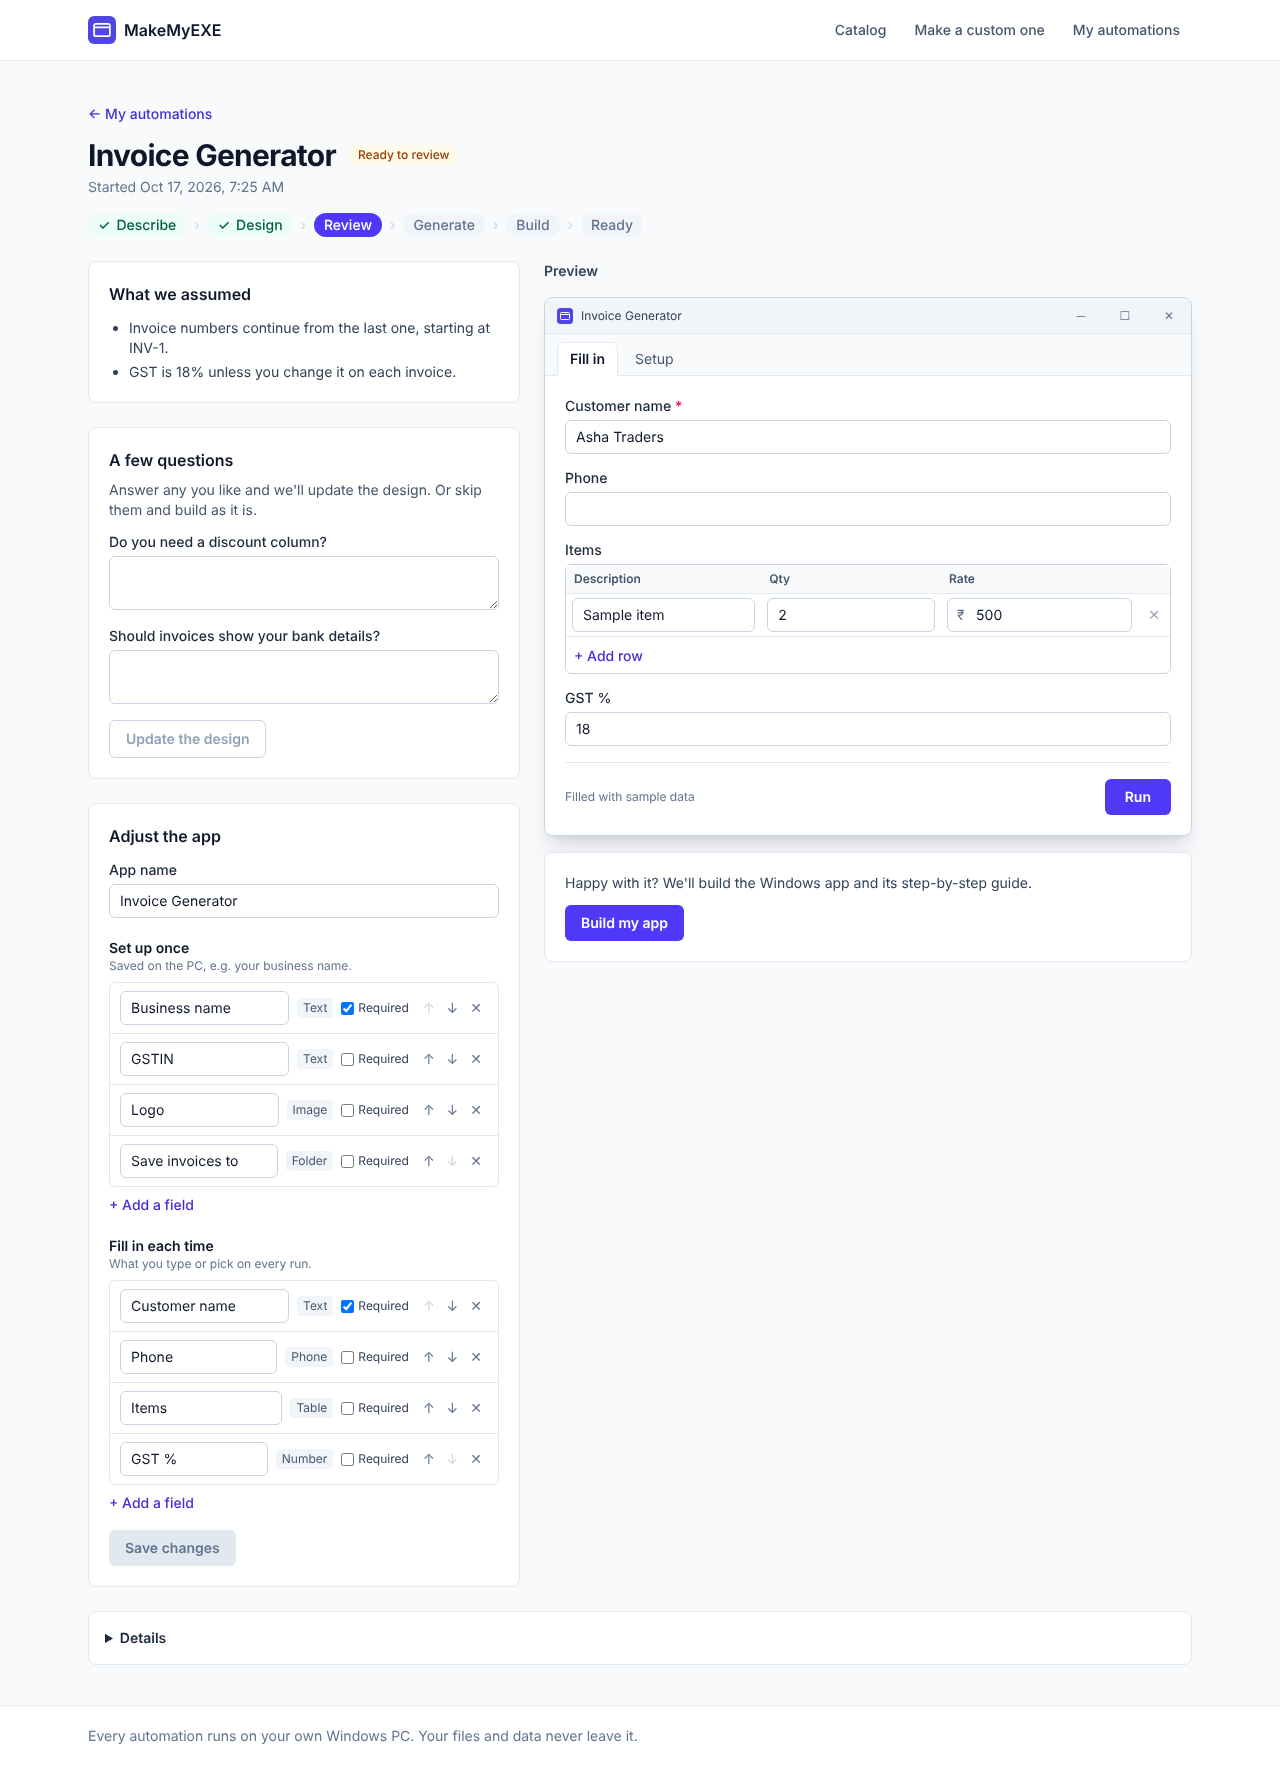 MakeMyEXE
Catalog
Make a custom one
My automations
← My automations
Invoice Generator
Ready to review
Started Oct 17, 2026, 7:25 AM
✓ Describe › ✓ Design › Review › Generate › Build › Ready
What we assumed
• Invoice numbers continue from the last one, starting at
INV-1.
• GST is 18% unless you change it on each invoice.
A few questions
Answer any you like and we'll update the design. Or skip
them and build as it is.
Do you need a discount column?
Should invoices show your bank details?
Update the design
Adjust the app
App name
Invoice Generator
Set up once
Saved on the PC, e.g. your business name.
Business name Text Required ↑ ↓ ✕
GSTIN Text Required ↑ ↓ ✕
Logo Image Required ↑ ↓ ✕
Save invoices to Folder Required ↑ ↓ ✕
+ Add a field
Fill in each time
What you type or pick on every run.
Customer name Text Required ↑ ↓ ✕
Phone Phone Required ↑ ↓ ✕
Items Table Required ↑ ↓ ✕
GST % Number Required ↑ ↓ ✕
+ Add a field
Save changes
Preview
Invoice Generator
Fill in Setup
Customer name *
Asha Traders
Phone
Items
Description Qty Rate
Sample item 2 ₹ 500 ✕
+ Add row
GST %
18
Filled with sample data
Run
Happy with it? We'll build the Windows app and its step-by-step guide.
Build my app
Details
Every automation runs on your own Windows PC. Your files and data never leave it.